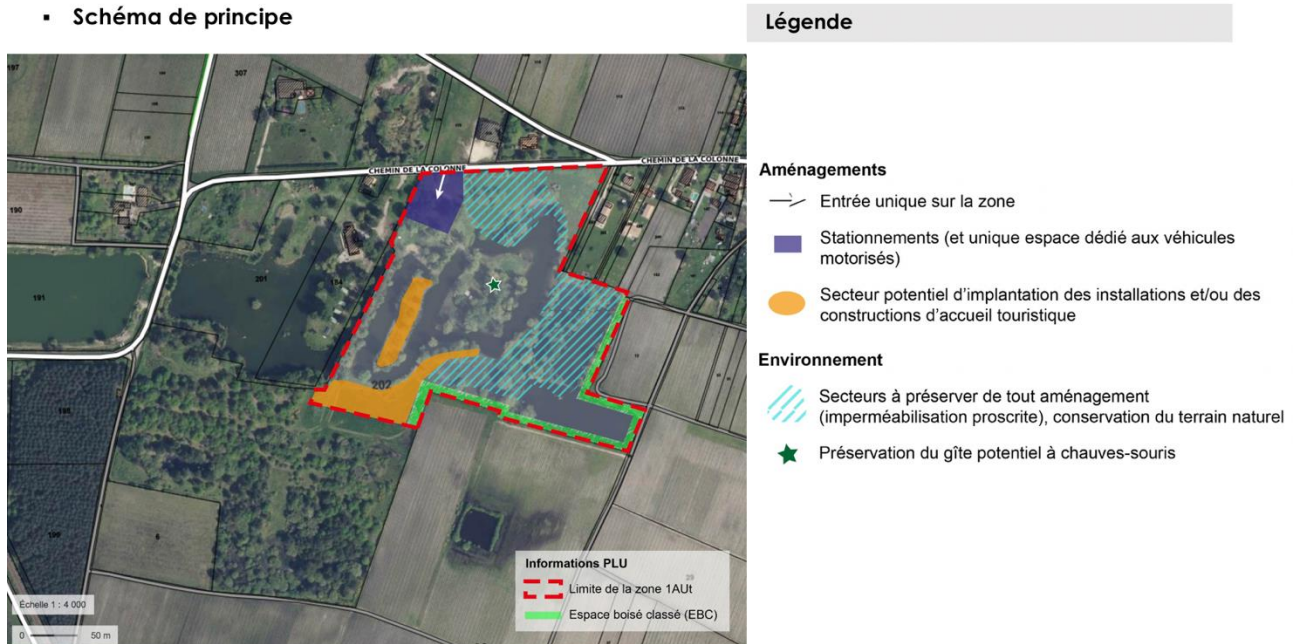 ▪ Schéma de principe
Légende
197
307
CHEMIN DE LA COLONNE
CHEMIN DE LA COLONNE
190
191
201
194
202
198
199
6
29
Échelle 1 : 4 000
0 50 m
Informations PLU
Limite de la zone 1AUt
Espace boisé classé (EBC)
Aménagements
Entrée unique sur la zone
Stationnements (et unique espace dédié aux véhicules
motorisés)
Secteur potentiel d'implantation des installations et/ou des
constructions d'accueil touristique
Environnement
Secteurs à préserver de tout aménagement
(imperméabilisation proscrite), conservation du terrain naturel
Préservation du gîte potentiel à chauves-souris